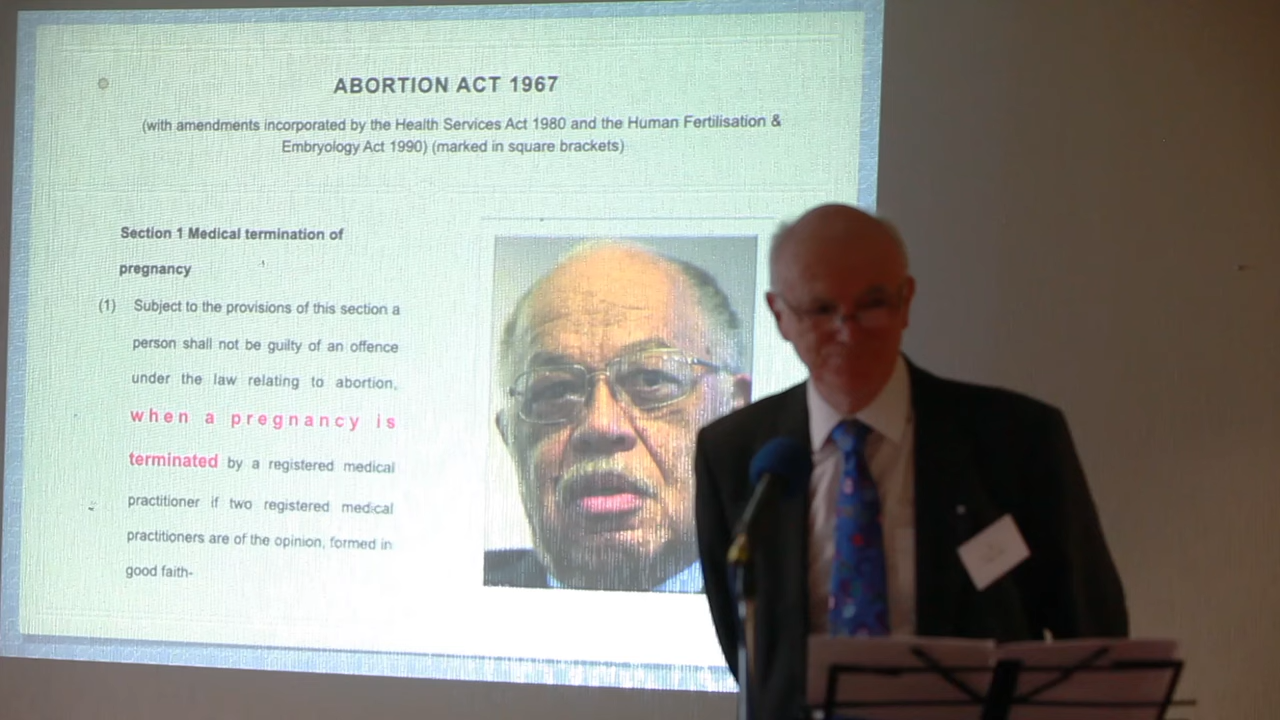 ABORTION ACT 1967
(with amendments incorporated by the Health Services Act 1980 and the Human Fertilisation &
Embryology Act 1990) (marked in square brackets)
Section 1 Medical termination of
pregnancy
(1) Subject to the provisions of this section a
person shall not be guilty of an offence
under the law relating to abortion,
when a pregnancy is
terminated by a registered medical
practitioner if two registered medical
practitioners are of the opinion, formed in
good faith-